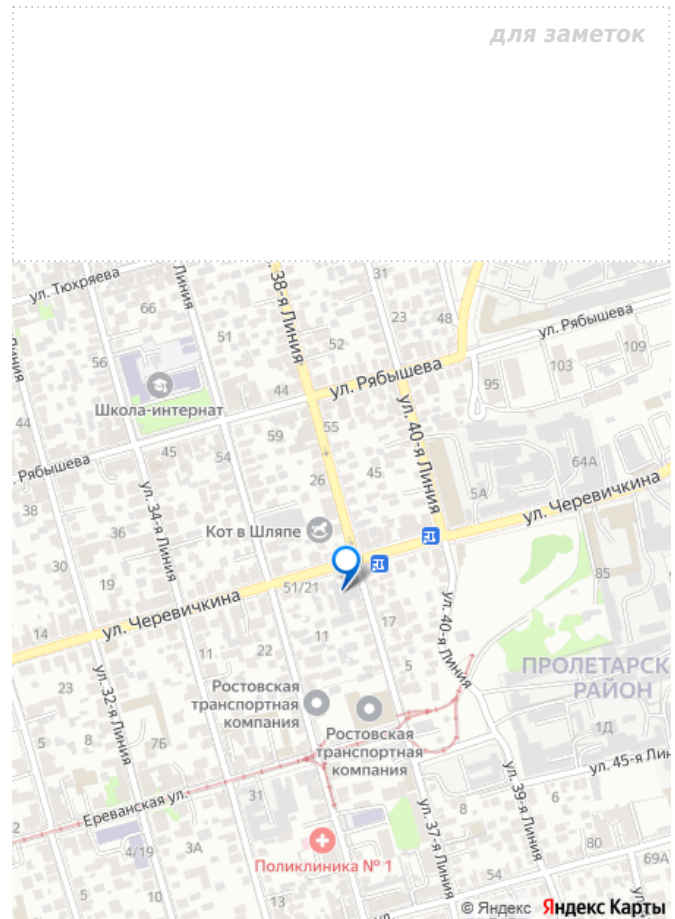 для заметок
ул. Тюхряева
Линия
38-я Линия
31
66
51
52
23
48
ул. Рябышева
Линия
56
44
ул. Рябышева
95
103
109
Школа-интернат
44
45
59
55
ул. 40-я Линия
Рябышева
54
45
64А
38
ул. 34-я Линия
26
5А
ул. Черевичкина
36
Кот в Шляпе
30
19
51/21
85
14
ул. Черевичкина
11
17
ул. 40-я Линия
11
22
5
23
ул. 32-я Линия
Ростовская
транспортная
компания
ПРОЛЕТАРСК
РАЙОН
5
8
7Б
Ростовская
транспортная
компания
1Д
ул. 45-я Лин
Ереванская ул.
31
ул. 37-я Линия
8
ул. 39-я Линия
6
2
4/19
3А
80
69А
Поликлиника № 1
54
5
10
13
ул.
© Яндекс Яндекс Карты